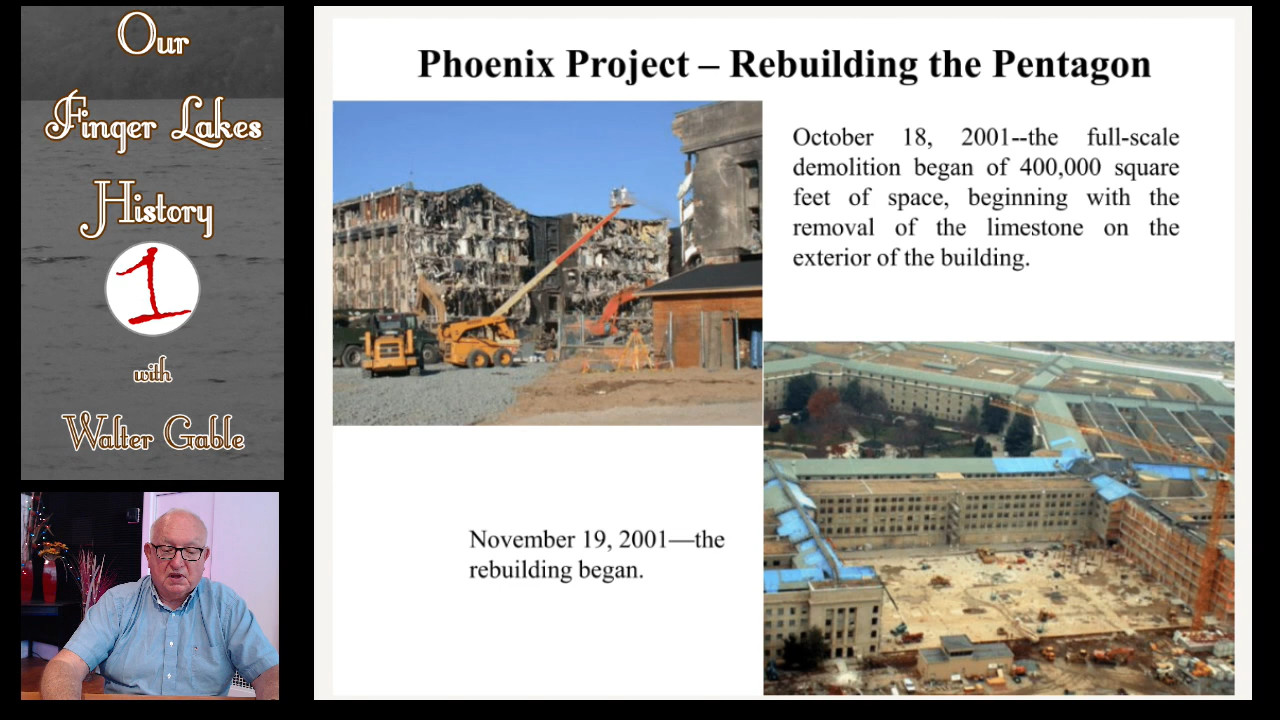 Our
Finger Lakes
History
1
with
Walter Gable
Phoenix Project – Rebuilding the Pentagon
October 18, 2001--the full-scale
demolition began of 400,000 square
feet of space, beginning with the
removal of the limestone on the
exterior of the building.
November 19, 2001—the
rebuilding began.